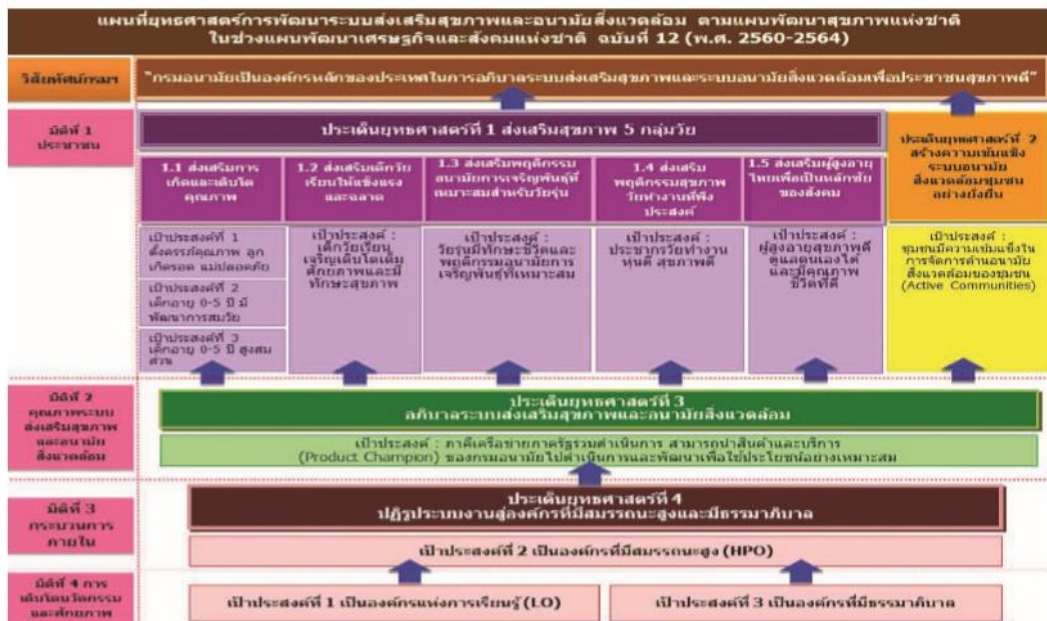 แผนที่ยุทธศาสตร์การพัฒนาระบบส่งเสริมสุขภาพและอนามัยสิ่งแวดล้อม ตามแผนพัฒนาสุขภาพแห่งชาติ
ในช่วงแผนพัฒนาเศรษฐกิจและสังคมแห่งชาติ ฉบับที่ 12 (พ.ศ. 2560-2564)
วิสัยทัศน์กรมฯ
“กรมอนามัยเป็นองค์กรหลักของประเทศในการอภิบาลระบบส่งเสริมสุขภาพและระบบอนามัยสิ่งแวดล้อมเพื่อประชาชนสุขภาพดี”
มิติที่ 1
ประชาชน
ประเด็นยุทธศาสตร์ที่ 1 ส่งเสริมสุขภาพ 5 กลุ่มวัย
1.1 ส่งเสริมการ
เกิดและเติบโต
คุณภาพ
1.2 ส่งเสริมเด็กวัย
เรียนให้แข็งแรง
และฉลาด
1.3 ส่งเสริมพฤติกรรม
อนามัยการเจริญพันธุ์ที่
เหมาะสมสำหรับวัยรุ่น
1.4 ส่งเสริม
พฤติกรรมสุขภาพ
วัยทำงานที่พึง
ประสงค์
1.5 ส่งเสริมผู้สูงอายุ
ไทยเพื่อเป็นหลักชัย
ของสังคม
ประเด็นยุทธศาสตร์ที่ 2
สร้างความเข้มแข็ง
ระบบอนามัย
สิ่งแวดล้อมชุมชน
อย่างยั่งยืน
เป้าประสงค์ที่ 1
ตั้งครรภ์คุณภาพ ลูก
เกิดรอด แม่ปลอดภัย
เป้าประสงค์ที่ 2
เด็กอายุ 0-5 ปี มี
พัฒนาการสมวัย
เป้าประสงค์ที่ 3
เด็กอายุ 0-5 ปี สูงสม
ส่วน
เป้าประสงค์ :
เด็กวัยเรียน
เจริญเติบโตเต็ม
ศักยภาพและมี
ทักษะสุขภาพ
เป้าประสงค์ :
วัยรุ่นมีทักษะชีวิตและ
พฤติกรรมอนามัยการ
เจริญพันธุ์ที่เหมาะสม
เป้าประสงค์ :
ประชากรวัยทำงาน
หุ่นดี สุขภาพดี
เป้าประสงค์ :
ผู้สูงอายุสุขภาพดี
ดูแลตนเองได้
และมีคุณภาพ
ชีวิตที่ดี
เป้าประสงค์ :
ชุมชนมีความเข้มแข็งใน
การจัดการด้านอนามัย
สิ่งแวดล้อมของชุมชน
(Active Communities)
มิติที่ 2
คุณภาพระบบ
ส่งเสริมสุขภาพ
และอนามัย
สิ่งแวดล้อม
ประเด็นยุทธศาสตร์ที่ 3
อภิบาลระบบส่งเสริมสุขภาพและอนามัยสิ่งแวดล้อม
เป้าประสงค์ : ภาคีเครือข่ายภาครัฐร่วมดำเนินการ สามารถนำสินค้าและบริการ
(Product Champion) ของกรมอนามัยไปดำเนินการและพัฒนาเพื่อใช้ประโยชน์อย่างเหมาะสม
มิติที่ 3
กระบวนการ
ภายใน
ประเด็นยุทธศาสตร์ที่ 4
ปฏิรูประบบงานสู่องค์กรที่มีสมรรถนะสูงและมีธรรมาภิบาล
เป้าประสงค์ที่ 2 เป็นองค์กรที่มีสมรรถนะสูง (HPO)
มิติที่ 4 การ
เติบโตนวัตกรรม
และศักยภาพ
เป้าประสงค์ที่ 1 เป็นองค์กรแห่งการเรียนรู้ (LO)
เป้าประสงค์ที่ 3 เป็นองค์กรที่มีธรรมาภิบาล